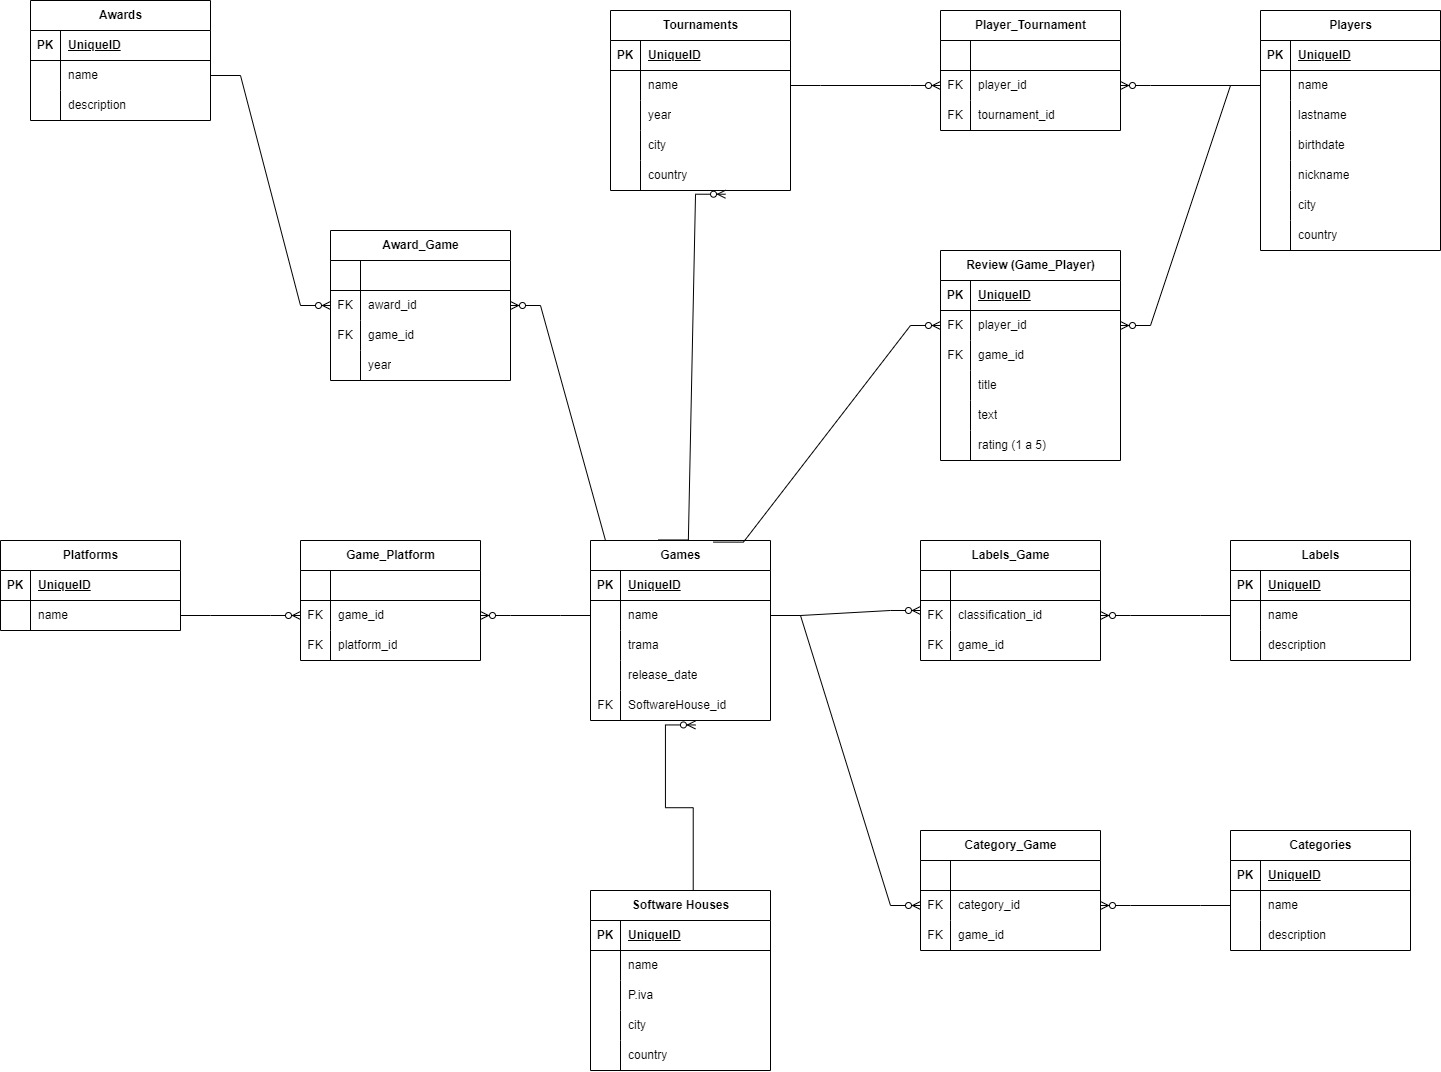 Awards
PK UniqueID
name
description
Tournaments
PK UniqueID
name
year
city
country
Player_Tournament
FK player_id
FK tournament_id
Players
PK UniqueID
name
lastname
birthdate
nickname
city
country
Award_Game
FK award_id
FK game_id
year
Review (Game_Player)
PK UniqueID
FK player_id
FK game_id
title
text
rating (1 a 5)
Platforms
PK UniqueID
name
Game_Platform
FK game_id
FK platform_id
Games
PK UniqueID
name
trama
release_date
FK SoftwareHouse_id
Labels_Game
FK classification_id
FK game_id
Labels
PK UniqueID
name
description
Category_Game
FK category_id
FK game_id
Categories
PK UniqueID
name
description
Software Houses
PK UniqueID
name
P.iva
city
country